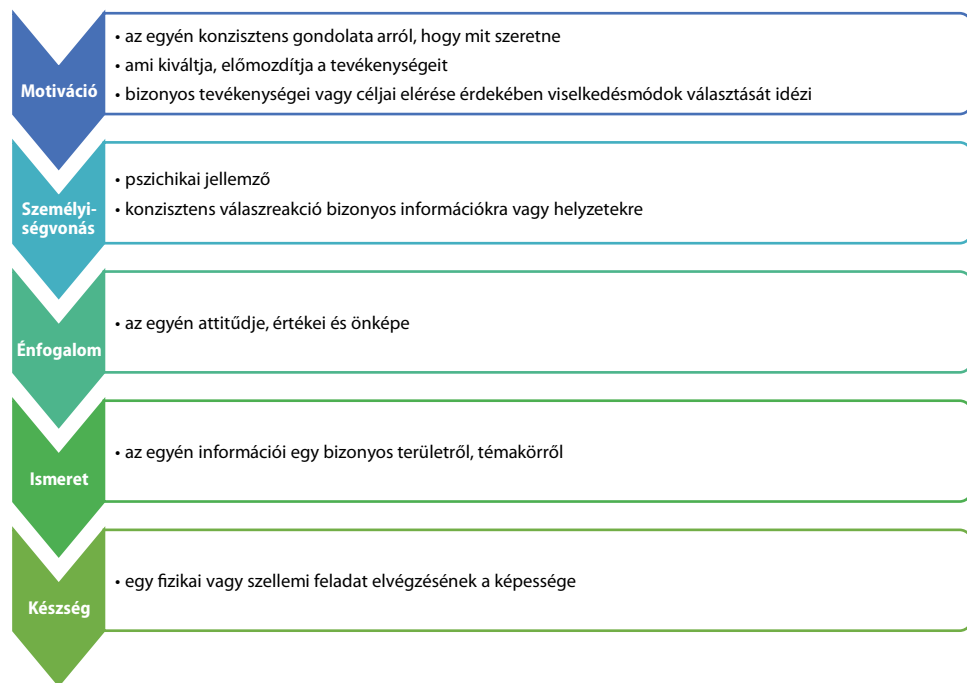 Motiváció
• az egyén konzisztens gondolata arról, hogy mit szeretne
• ami kiváltja, előmozdítja a tevékenységeit
• bizonyos tevékenységei vagy céljai elérése érdekében viselkedésmódok választását idézi
Személyi-
ségvonás
• pszichikai jellemző
• konzisztens válaszreakció bizonyos információkra vagy helyzetekre
Énfogalom
• az egyén attitűdje, értékei és önképe
Ismeret
• az egyén információi egy bizonyos területről, témakörről
Készség
• egy fizikai vagy szellemi feladat elvégzésének a képessége